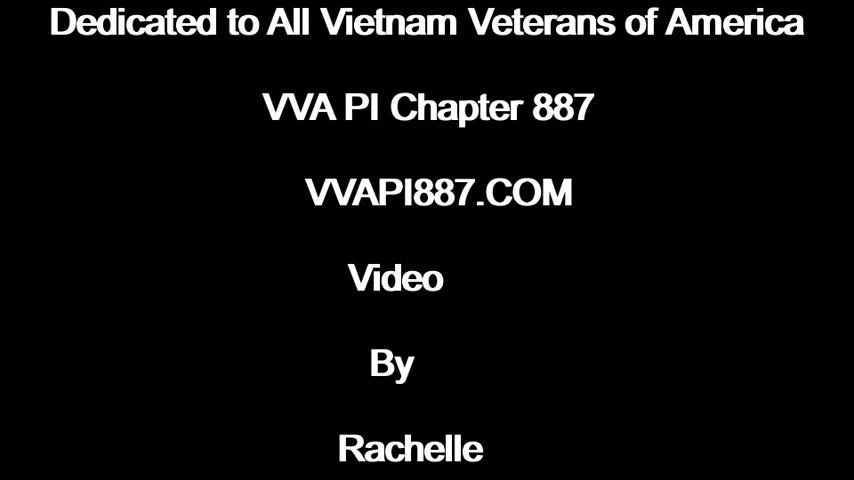 Dedicated to All Vietnam Veterans of America
VVA PI Chapter 887
VVAPI887.COM
Video
By
Rachelle